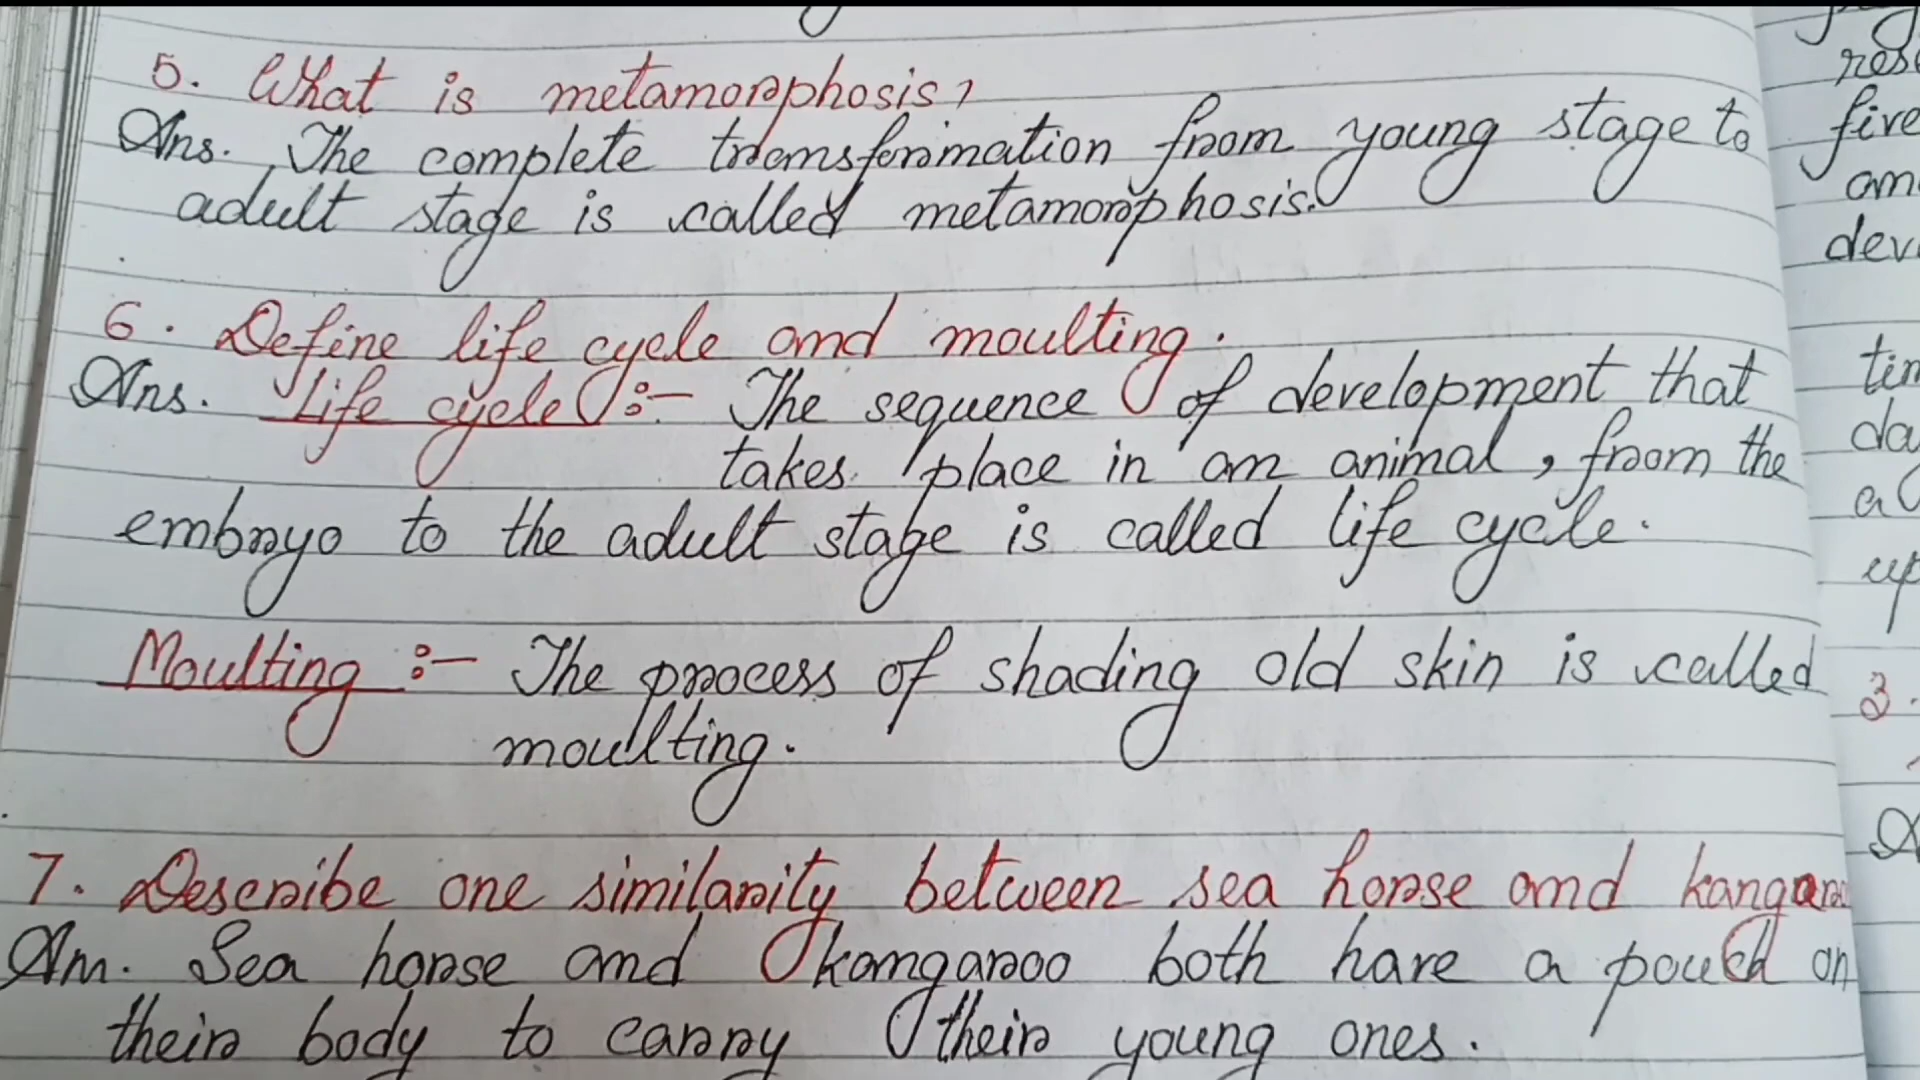 5. What is metamorphosis?
Ans. The complete transformation from young stage to
adult stage is called metamorphosis.
6. Define life cycle and moulting.
Ans. Life cycle :- The sequence of development that
takes place in an animal, from the
embryo to the adult stage is called life cycle.
Moulting :- The process of shading old skin is called
moulting.
7. Describe one similarity between sea horse and
Ans. Sea horse and kangaroo both have a pouch on
their body to carry their young ones.
five
3.